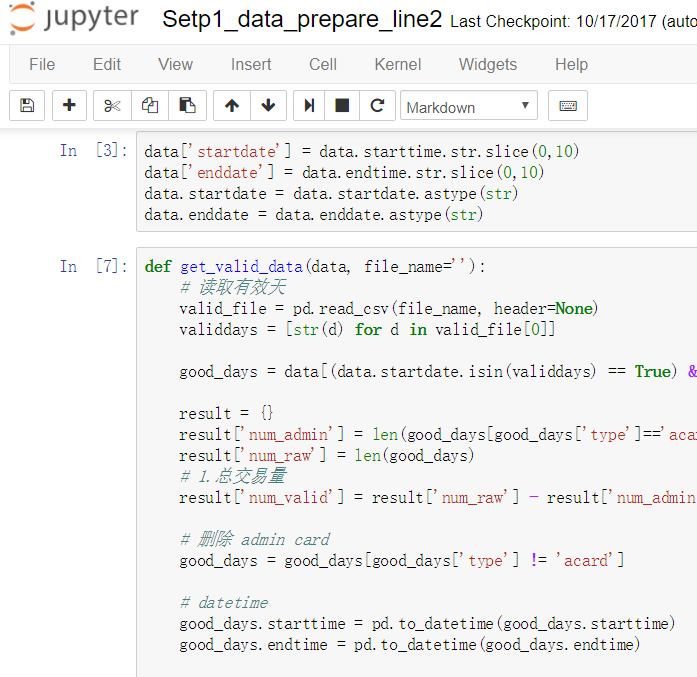 jupyter Setp1_data_prepare_line2 Last Checkpoint: 10/17/2017 (auto
File Edit View Insert Cell Kernel Widgets Help
Markdown
In [3]: data['startdate'] = data.starttime.str.slice(0,10)
data['enddate'] = data.endtime.str.slice(0,10)
data.startdate = data.startdate.astype(str)
data.enddate = data.enddate.astype(str)
In [7]: def get_valid_data(data, file_name=''):
# 读取有效天
valid_file = pd.read_csv(file_name, header=None)
validdays = [str(d) for d in valid_file[0]]
good_days = data[(data.startdate.isin(validdays) == True) &
result = {}
result['num_admin'] = len(good_days[good_days['type']=='acar
result['num_raw'] = len(good_days)
# 1.总交易量
result['num_valid'] = result['num_raw'] - result['num_admin
# 删除 admin card
good_days = good_days[good_days['type'] != 'acard']
# datetime
good_days.starttime = pd.to_datetime(good_days.starttime)
good_days.endtime = pd.to_datetime(good_days.endtime)